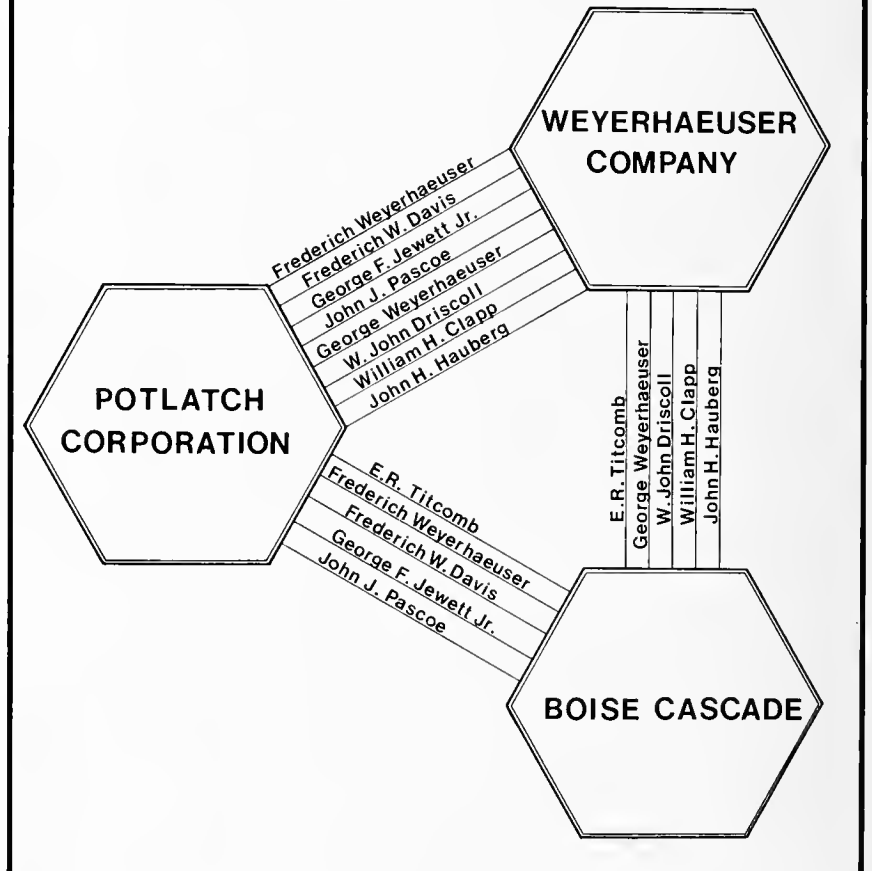 WEYERHAEUSER
COMPANY
Frederich Weyerhaeuser
Frederich W. Davis
George F. Jewett Jr.
John J. Pascoe
George Weyerhaeuser
W. John Driscoll
William H. Clapp
John H. Hauberg
POTLATCH
CORPORATION
E.R. Titcomb
George Weyerhaeuser
W. John Driscoll
William H. Clapp
John H. Hauberg
E.R. Titcomb
Frederich Weyerhaeuser
Frederich W. Davis
George F. Jewett Jr.
John J. Pascoe
BOISE CASCADE